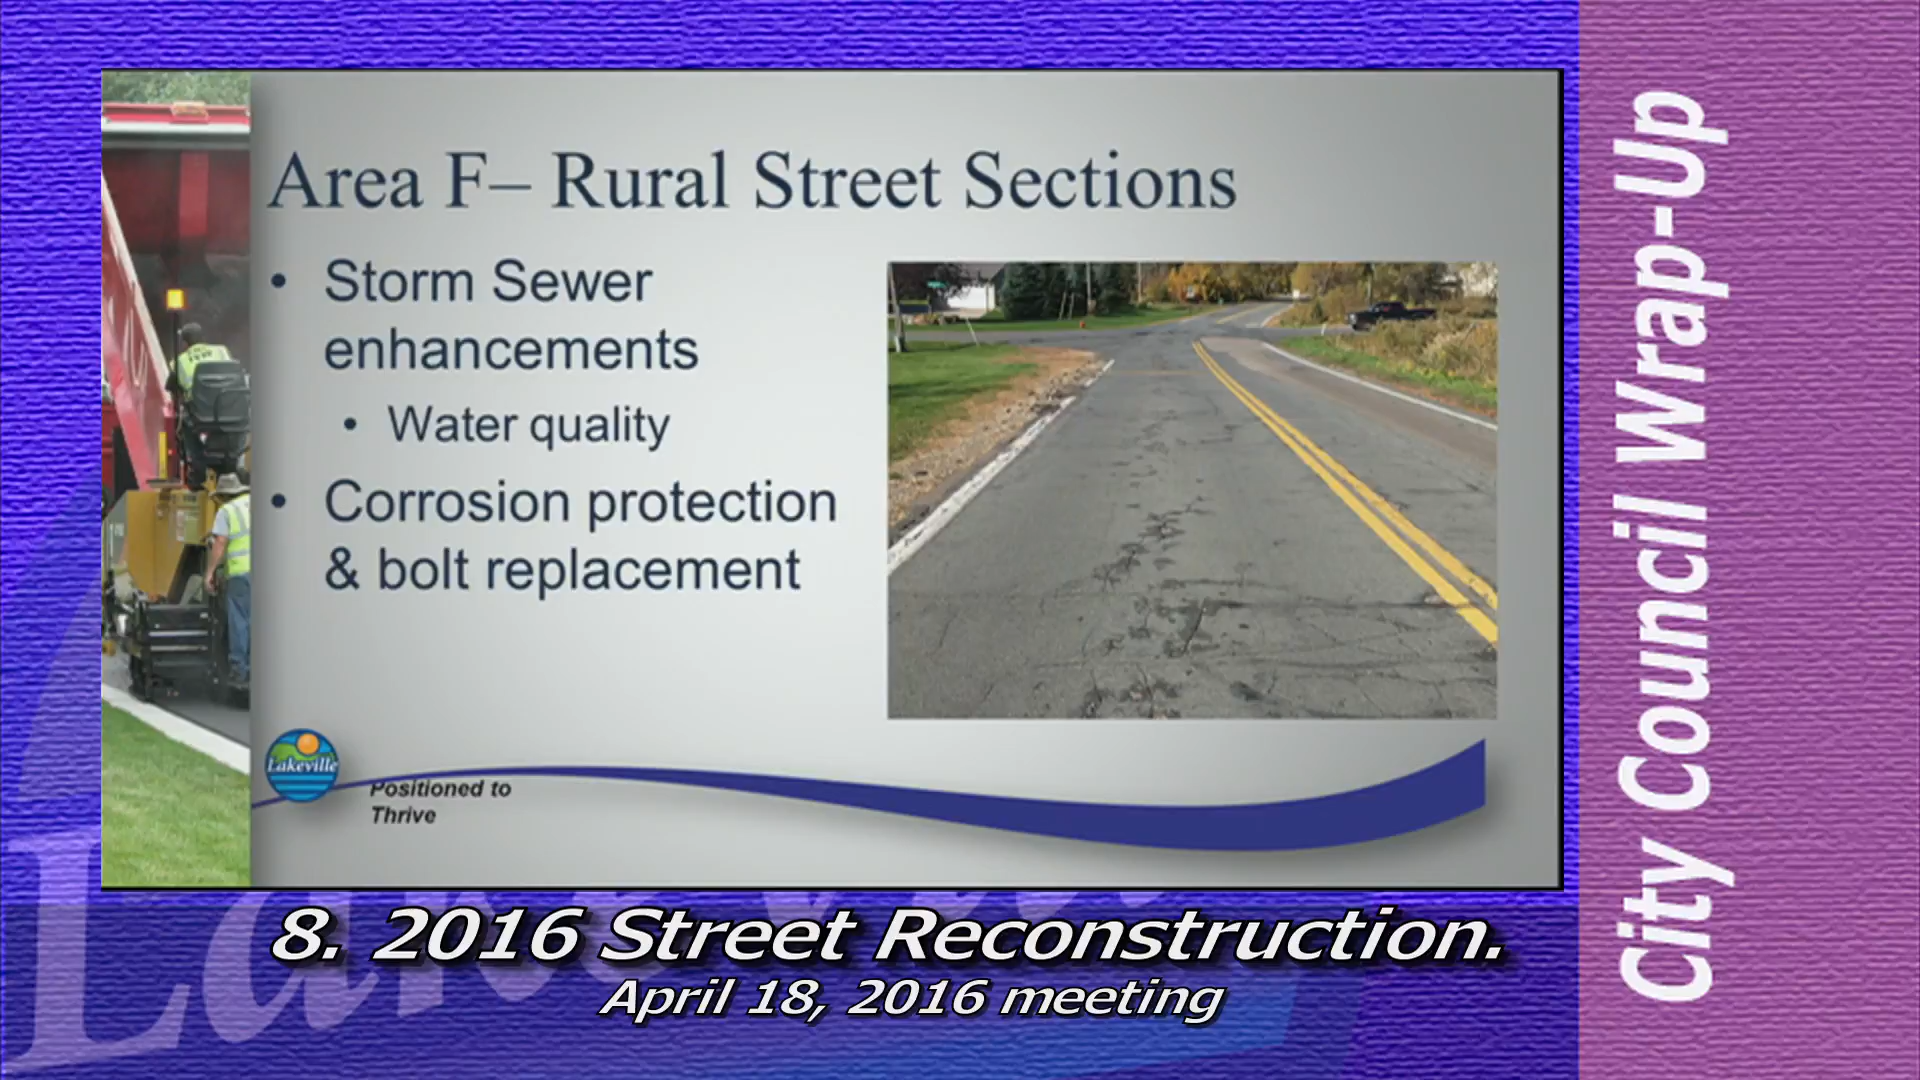 Area F– Rural Street Sections
• Storm Sewer
enhancements
• Water quality
• Corrosion protection
& bolt replacement
Lakeville
Positioned to
Thrive
8. 2016 Street Reconstruction.
April 18, 2016 meeting
City Council Wrap-Up